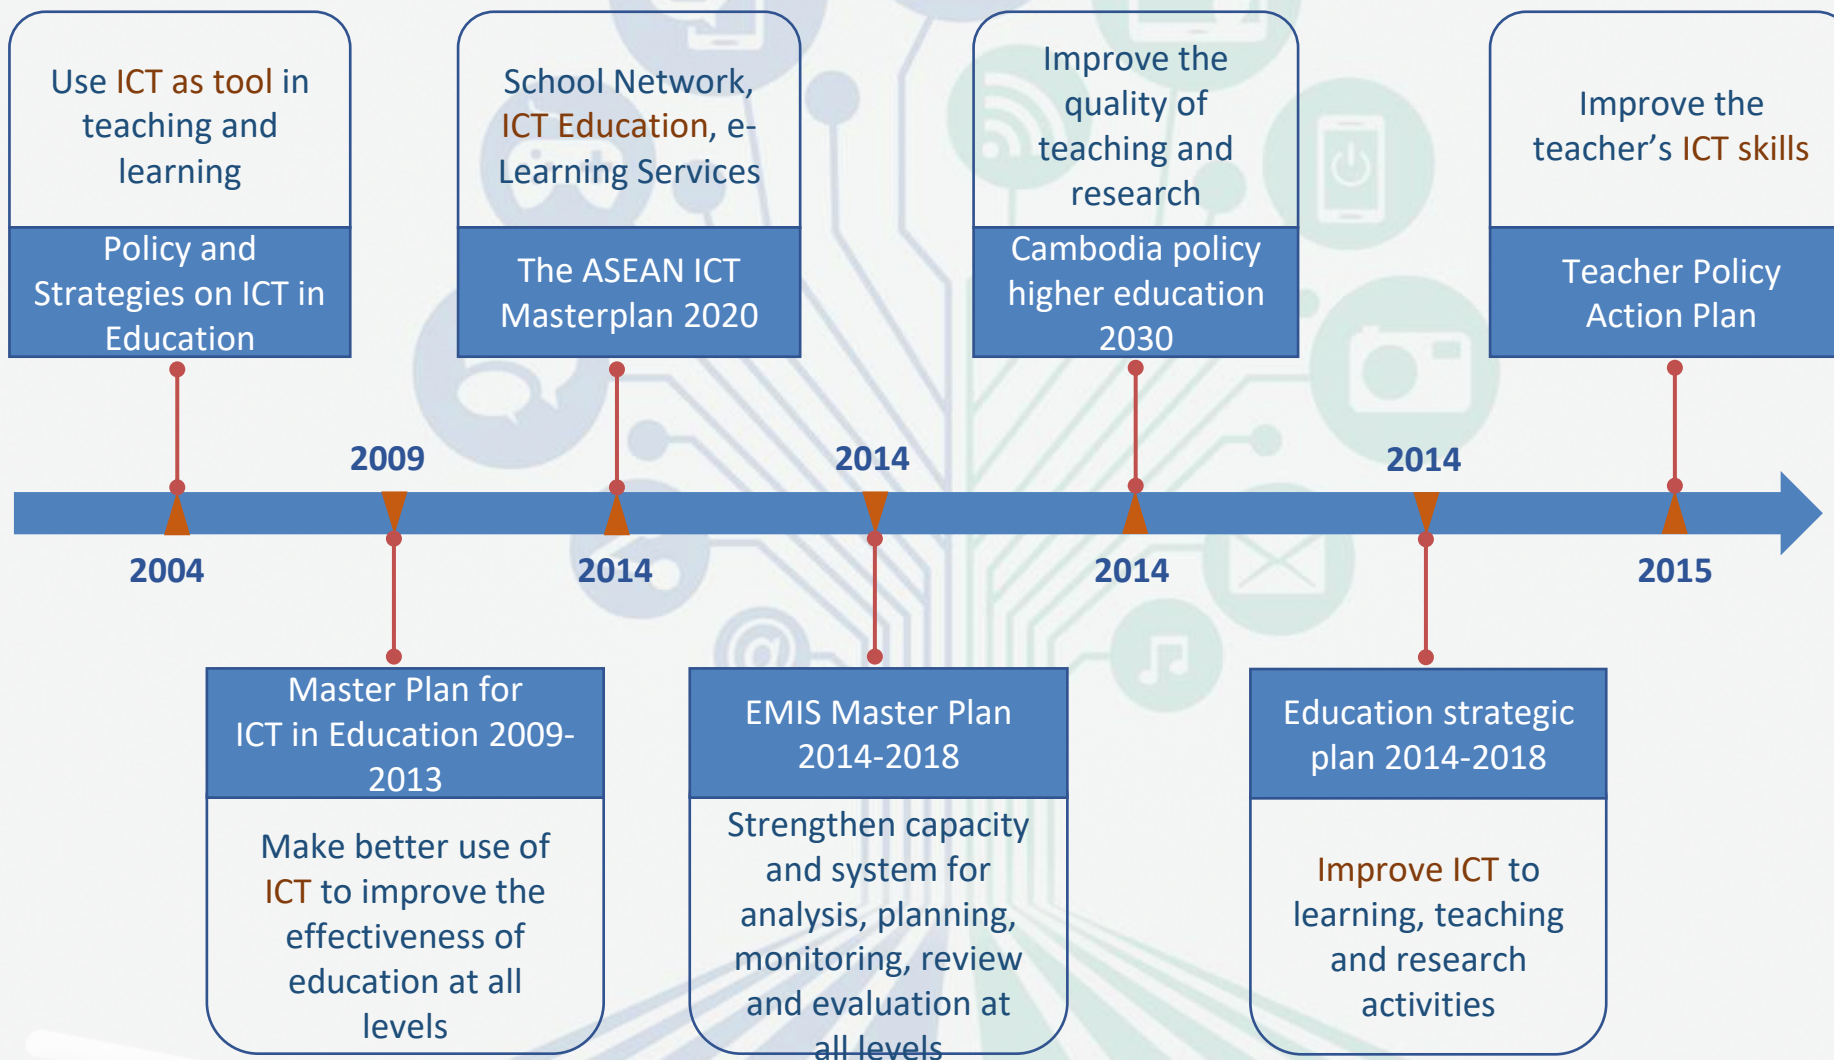 Use ICT as tool in
teaching and
learning
Policy and
Strategies on ICT in
Education
School Network,
ICT Education, e-
Learning Services
The ASEAN ICT
Masterplan 2020
Improve the
quality of
teaching and
research
Cambodia policy
higher education
2030
Improve the
teacher’s ICT skills
Teacher Policy
Action Plan
2009
2014
2014
2004
2014
2014
2015
Master Plan for
ICT in Education 2009-
2013
Make better use of
ICT to improve the
effectiveness of
education at all
levels
EMIS Master Plan
2014-2018
Strengthen capacity
and system for
analysis, planning,
monitoring, review
and evaluation at
all levels
Education strategic
plan 2014-2018
Improve ICT to
learning, teaching
and research
activities